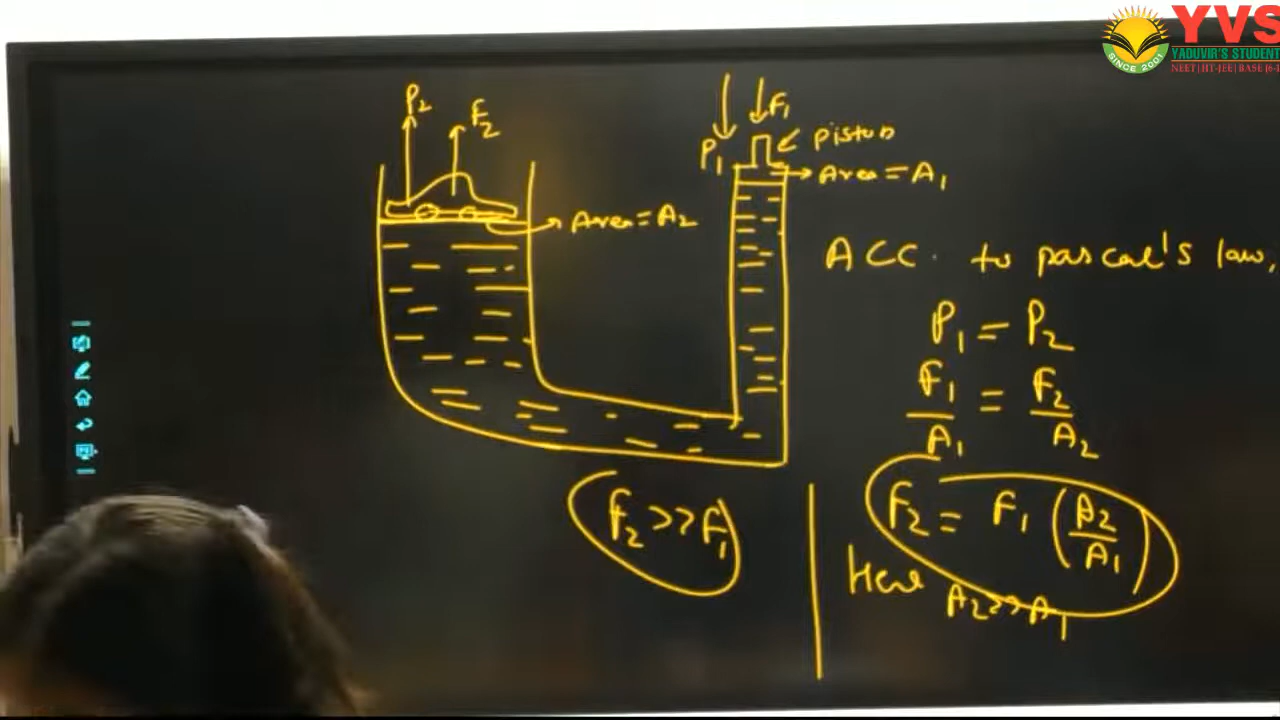 YVS
YADUVIR'S STUDENT
NEET | IIT-JEE | BASE (6-1
SINCE 2001
P₂
F₂
F₁
P₁
Piston
Area = A₁
Area = A₂
Acc. to pascal's law,
P₁ = P₂
F₁/A₁ = F₂/A₂
F₂ = F₁ (A₂/A₁)
F₂ >> F₁
Here A₂ >> A₁